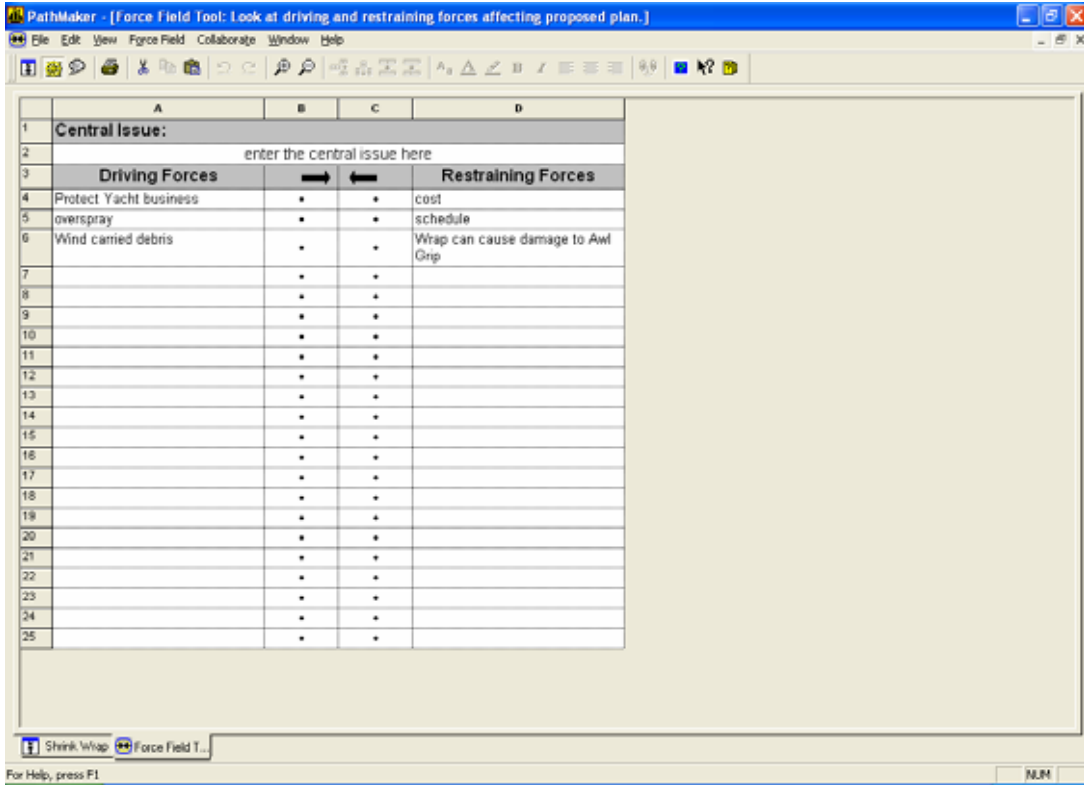 PathMaker - [Force Field Tool: Look at driving and restraining forces affecting proposed plan.]
File Edit View Force Field Collaborate Window Help
A B C D
1 Central Issue:
2 enter the central issue here
3 Driving Forces Restraining Forces
4 Protect Yacht business • • cost
5 overspray • • schedule
6 Wind carried debris • • Wrap can cause damage to Awl
Grip
7 • •
8 • •
9 • •
10 • •
11 • •
12 • •
13 • •
14 • •
15 • •
16 • •
17 • •
18 • •
19 • •
20 • •
21 • •
22 • •
23 • •
24 • •
25 • •
Shrink Wrap Force Field T...
For Help, press F1 NUM